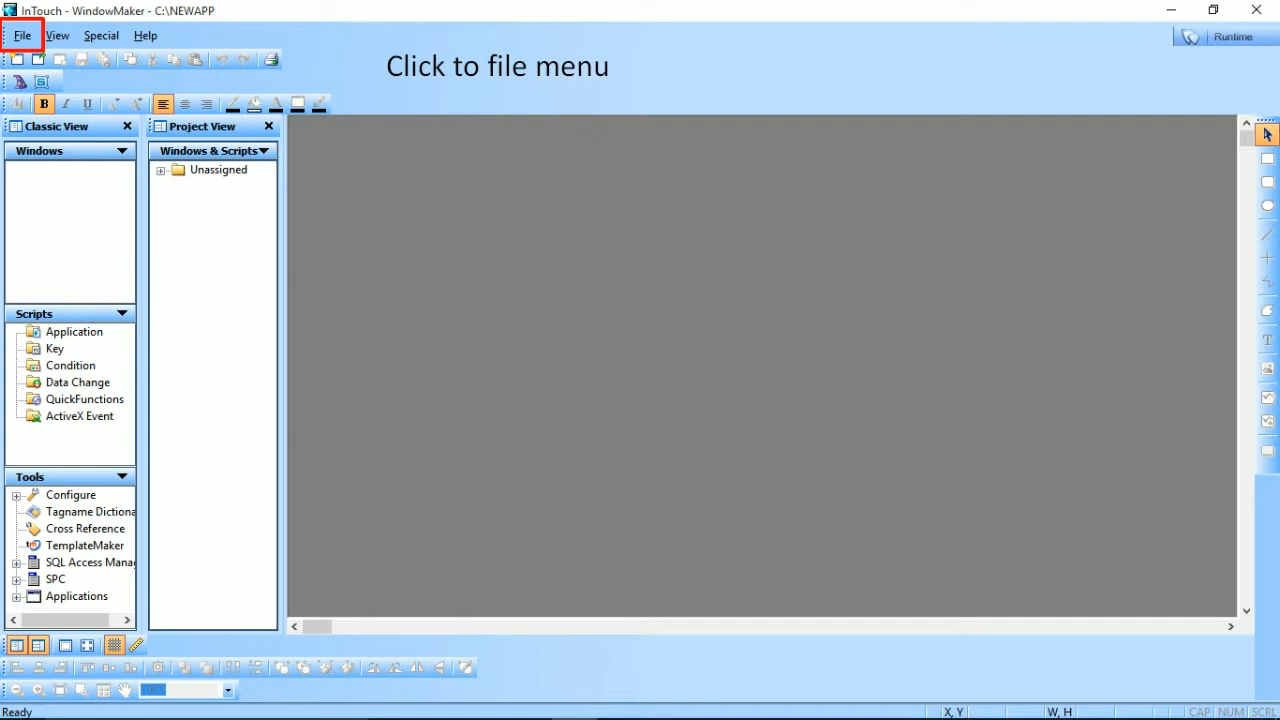 InTouch - WindowMaker - C:\NEWAPP
File View Special Help
Runtime
Click to file menu
B I U
Classic View
Project View
Windows
Windows & Scripts
Unassigned
Scripts
Application
Key
Condition
Data Change
QuickFunctions
ActiveX Event
Tools
Configure
Tagname Dictiona
Cross Reference
TemplateMaker
SQL Access Mana
SPC
Applications
T
100%
Ready
X, Y
W, H
CAP NUM SCRL